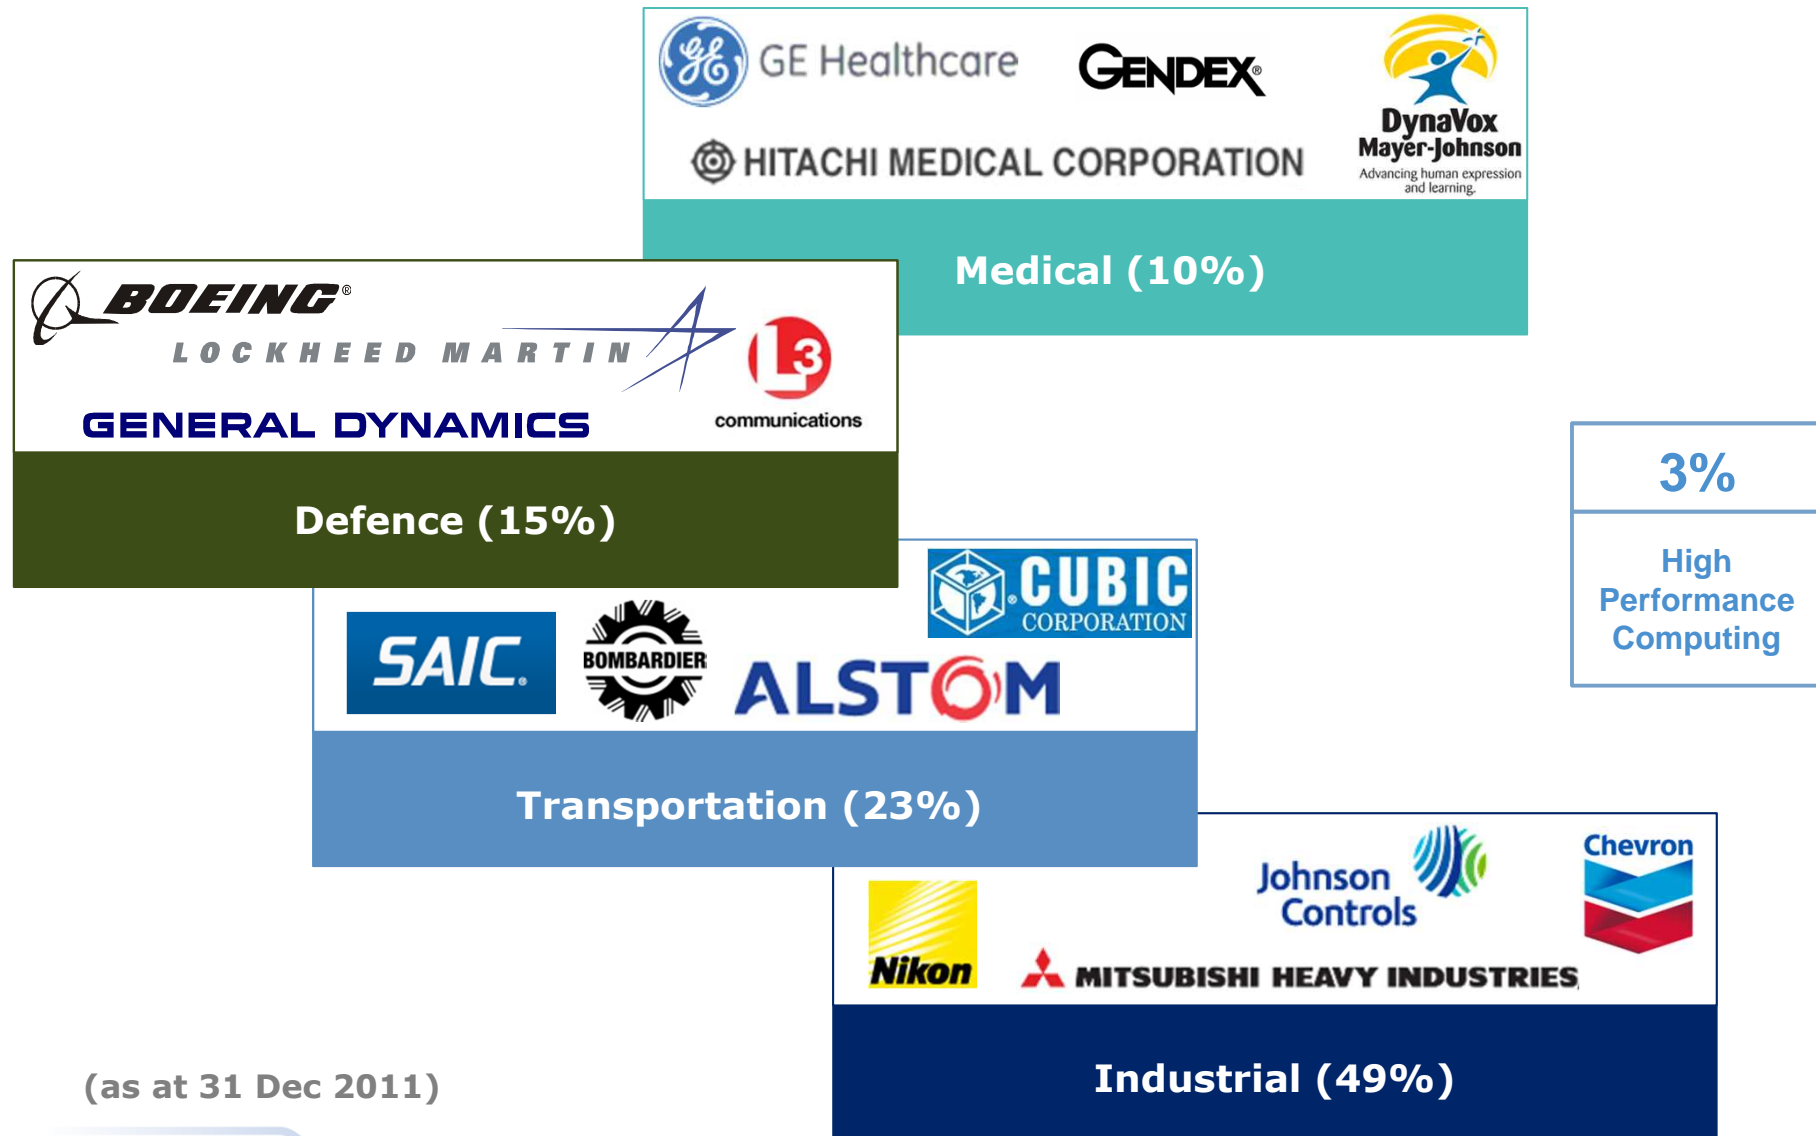 GE Healthcare
GENDEX®
HITACHI MEDICAL CORPORATION
DynaVox
Mayer-Johnson
Advancing human expression
and learning.
Medical (10%)
BOEING®
LOCKHEED MARTIN
GENERAL DYNAMICS
L3
communications
Defence (15%)
3%
High
Performance
Computing
SAIC®
BOMBARDIER
ALSTOM
®CUBIC
CORPORATION
Transportation (23%)
Nikon
Johnson
Controls
Chevron
MITSUBISHI HEAVY INDUSTRIES,
Industrial (49%)
(as at 31 Dec 2011)